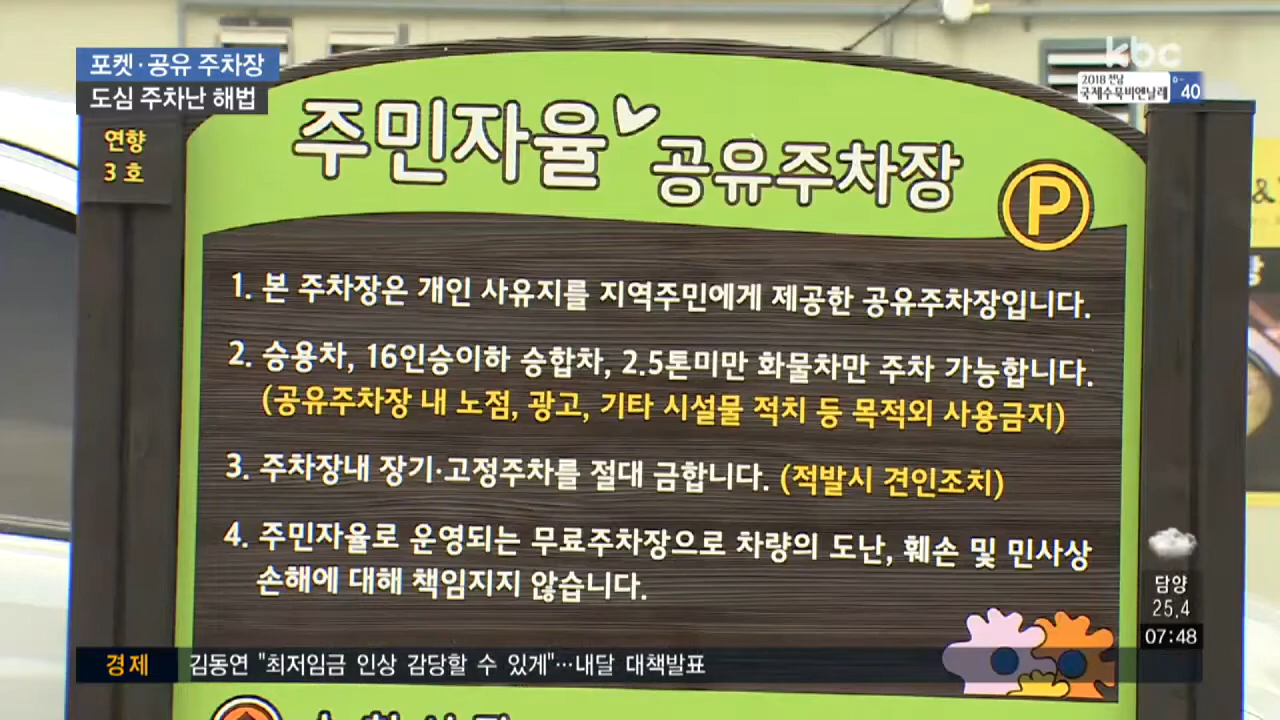 포켓·공유 주차장
도심 주차난 해법
kbc
2018 전남
국제수묵비엔날레
D-40
연향
3호
주민자율 공유주차장
P
1. 본 주차장은 개인 사유지를 지역주민에게 제공한 공유주차장입니다.
2. 승용차, 16인승이하 승합차, 2.5톤미만 화물차만 주차 가능합니다.
(공유주차장 내 노점, 광고, 기타 시설물 적치 등 목적외 사용금지)
3. 주차장내 장기·고정주차를 절대 금합니다. (적발시 견인조치)
4. 주민자율로 운영되는 무료주차장으로 차량의 도난, 훼손 및 민사상
손해에 대해 책임지지 않습니다.
담양
25.4
07:48
경제
김동연 "최저임금 인상 감당할 수 있게"…내달 대책발표